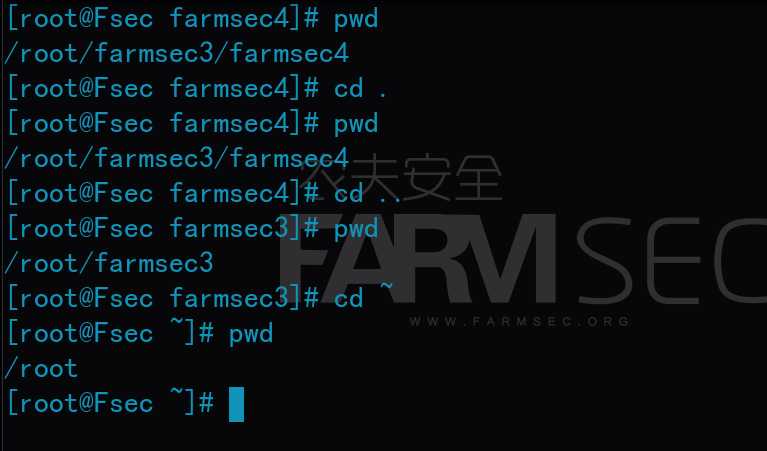 [root@Fsec farmsec4]# pwd
/root/farmsec3/farmsec4
[root@Fsec farmsec4]# cd .
[root@Fsec farmsec4]# pwd
/root/farmsec3/farmsec4
农夫安全
[root@Fsec farmsec4]# cd ..
[root@Fsec farmsec3]# pwd
FARMSEC
/root/farmsec3
[root@Fsec farmsec3]# cd ~
WWW.FARMSEC.ORG
[root@Fsec ~]# pwd
/root
[root@Fsec ~]#